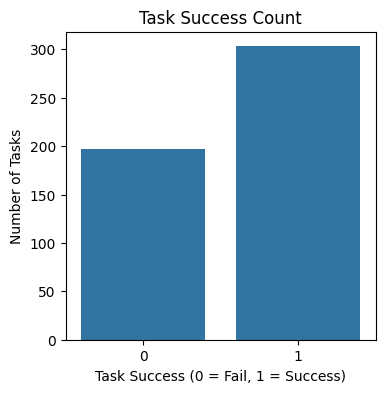 Task Success Count
Number of Tasks
300
250
200
150
100
50
0
0 1
Task Success (0 = Fail, 1 = Success)